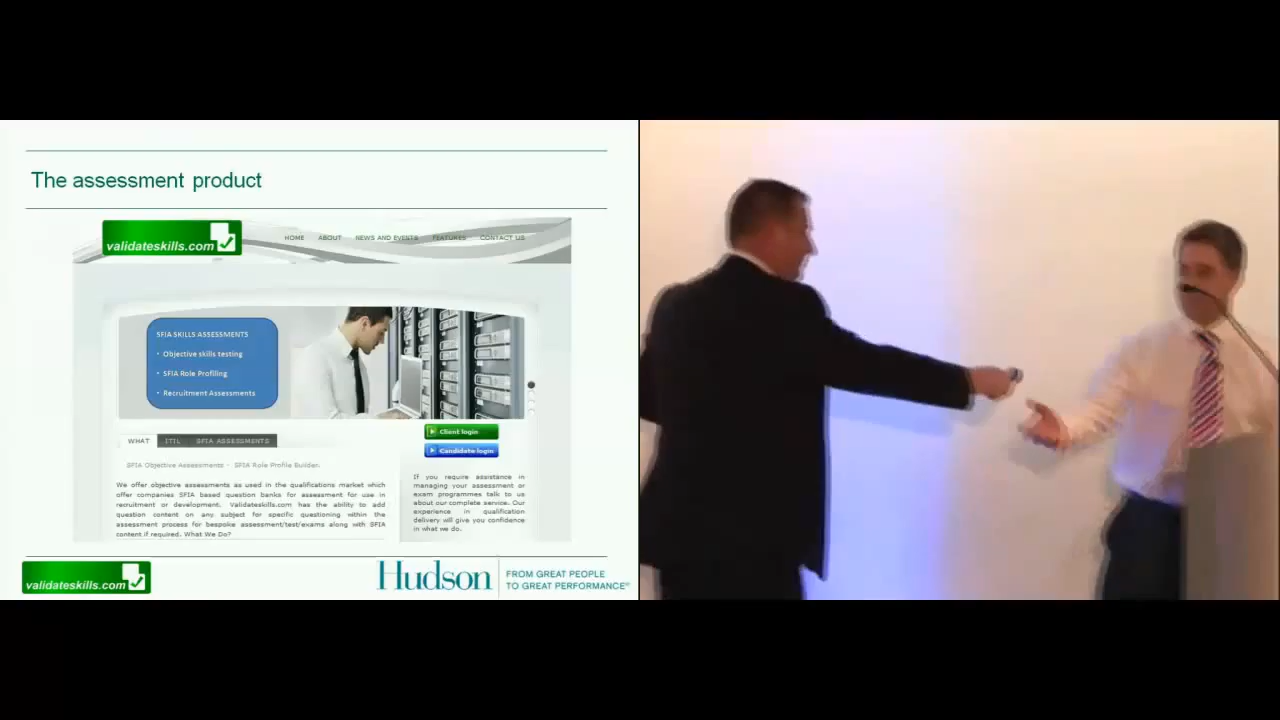 The assessment product
validateskills.com
HOME ABOUT NEWS AND EVENTS FEATURES CONTACT US
SFIA SKILLS ASSESSMENTS
• Objective skills testing
• SFIA Role Profiling
• Recruitment Assessments
WHAT ITIL SFIA ASSESSMENTS
SFIA Objective Assessments - SFIA Role Profile Builder.
We offer objective assessments as used in the qualifications market which
offer companies SFIA based question banks for assessment for use in
recruitment or development. Validateskills.com has the ability to add
question content on any subject for specific questioning within the
assessment process for bespoke assessment/test/exams along with SFIA
content if required. What We Do?
Client login
Candidate login
If you require assistance in
managing your assessment or
exam programmes talk to us
about our complete service. Our
experience in qualification
delivery will give you confidence
in what we do.
validateskills.com
Hudson
FROM GREAT PEOPLE
TO GREAT PERFORMANCE